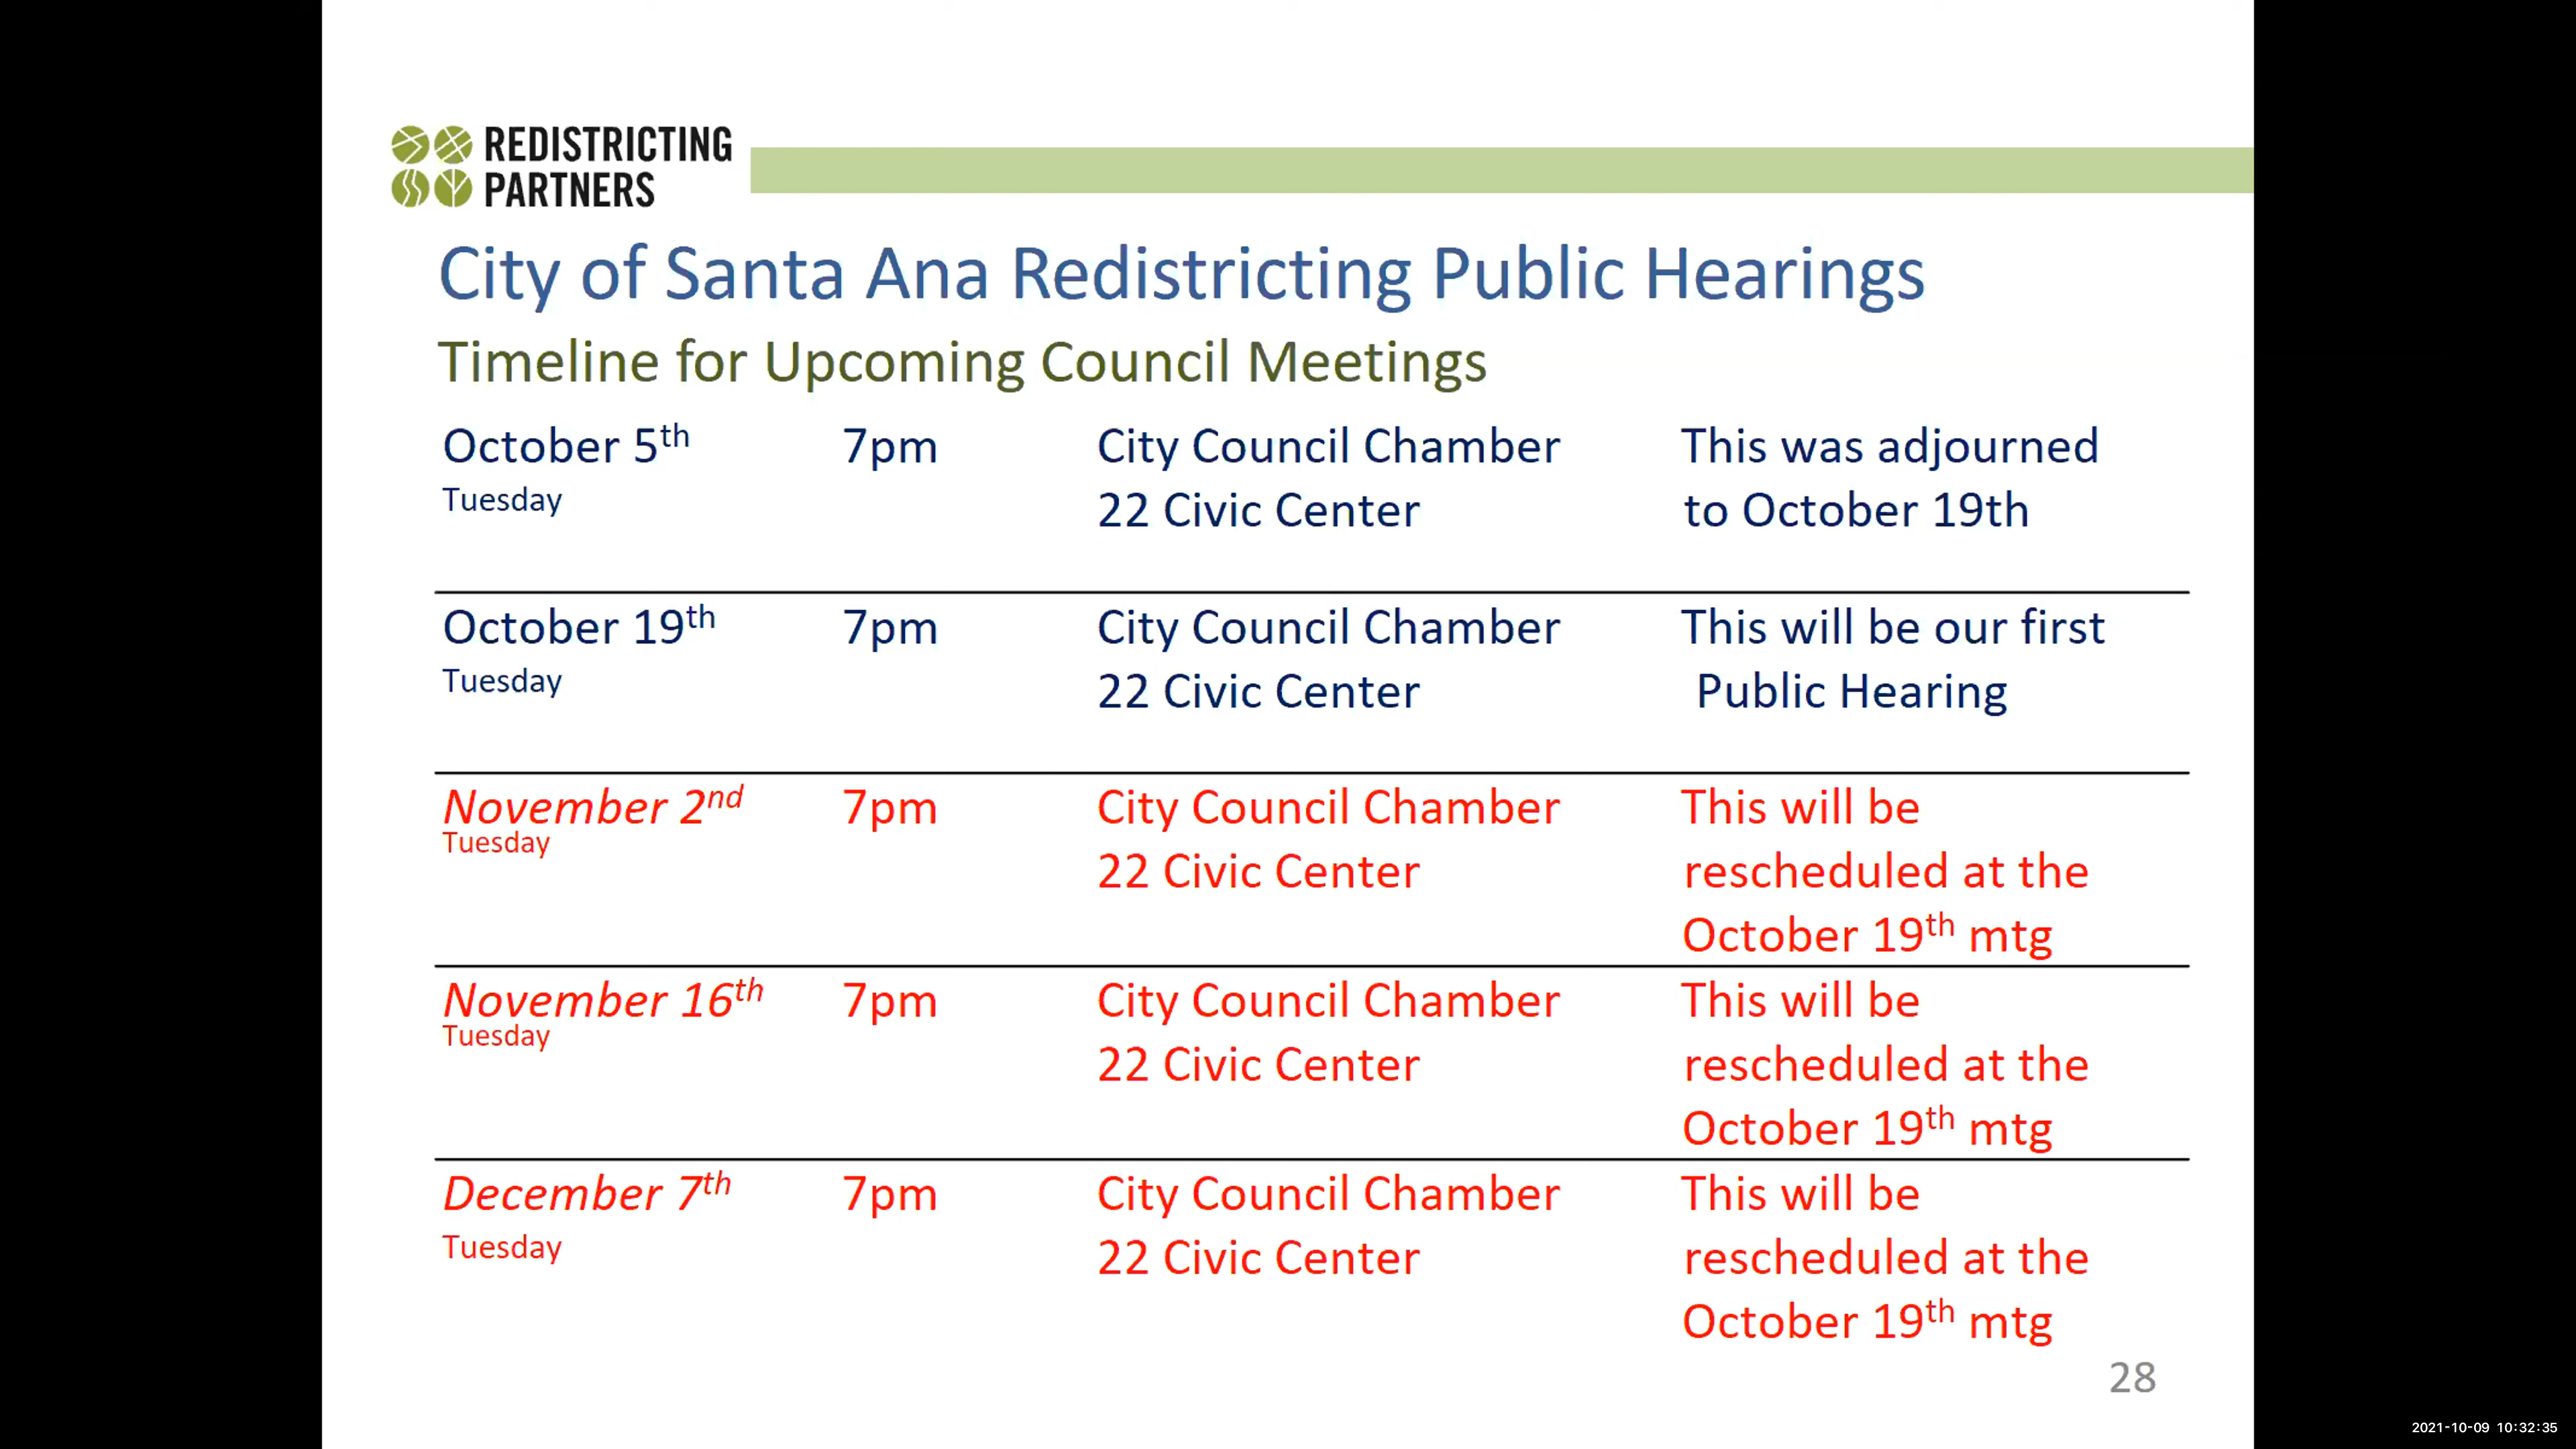 REDISTRICTING
PARTNERS
City of Santa Ana Redistricting Public Hearings
Timeline for Upcoming Council Meetings
October 5th 7pm City Council Chamber This was adjourned
Tuesday 22 Civic Center to October 19th
October 19th 7pm City Council Chamber This will be our first
Tuesday 22 Civic Center Public Hearing
November 2nd 7pm City Council Chamber This will be
Tuesday 22 Civic Center rescheduled at the
October 19th mtg
November 16th 7pm City Council Chamber This will be
Tuesday 22 Civic Center rescheduled at the
October 19th mtg
December 7th 7pm City Council Chamber This will be
Tuesday 22 Civic Center rescheduled at the
October 19th mtg
28
2021-10-09 10:32:35